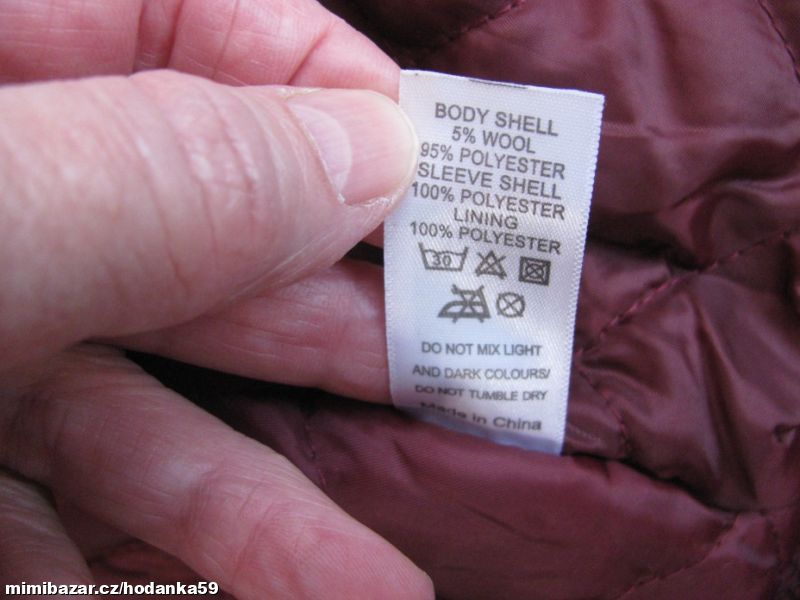 BODY SHELL
5% WOOL
95% POLYESTER
SLEEVE SHELL
100% POLYESTER
LINING
100% POLYESTER
30
DO NOT MIX LIGHT
AND DARK COLOURS/
DO NOT TUMBLE DRY
Made in China
mimibazar.cz/hodanka59